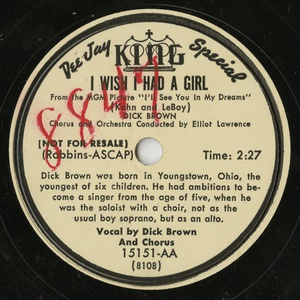 Dee Jay Special
KING
I WISH I HAD A GIRL
From the MGM Picture "I'll See You In My Dreams"
(Kahn and LeBoy)
DICK BROWN
Chorus and Orchestra Conducted by Elliot Lawrence
8847
(NOT FOR RESALE)
(Robbins-ASCAP) Time: 2:27
Dick Brown was born in Youngstown, Ohio, the
youngest of six children. He had ambitions to be-
come a singer from the age of five, when he
was the soloist with a choir, not as the
usual boy soprano, but as an alto.
Vocal by Dick Brown
And Chorus
15151-AA
(8108)